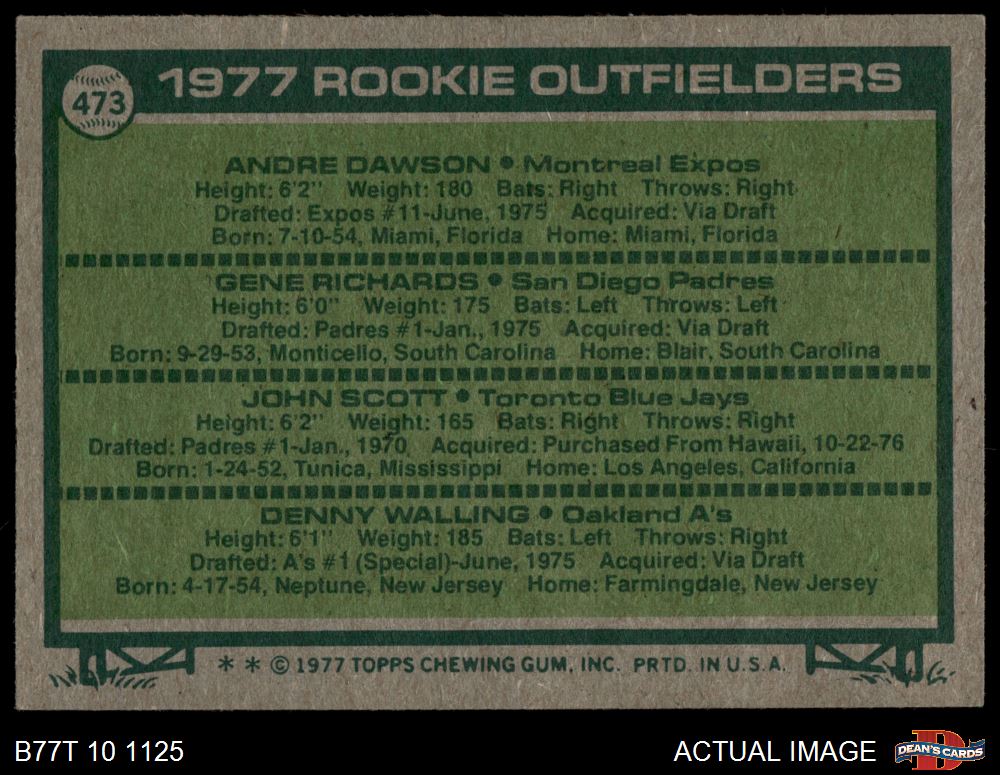 473
1977 ROOKIE OUTFIELDERS
ANDRE DAWSON • Montreal Expos
Height: 6'2" Weight: 180 Bats: Right Throws: Right
Drafted: Expos #11-June, 1975 Acquired: Via Draft
Born: 7-10-54, Miami, Florida Home: Miami, Florida
GENE RICHARDS • San Diego Padres
Height: 6'0" Weight: 175 Bats: Left Throws: Left
Drafted: Padres #1-Jan., 1975 Acquired: Via Draft
Born: 9-29-53, Monticello, South Carolina Home: Blair, South Carolina
JOHN SCOTT • Toronto Blue Jays
Height: 6'2" Weight: 165 Bats: Right Throws: Right
Drafted: Padres #1-Jan., 1970 Acquired: Purchased From Hawaii, 10-22-76
Born: 1-24-52, Tunica, Mississippi Home: Los Angeles, California
DENNY WALLING • Oakland A's
Height: 6'1" Weight: 185 Bats: Left Throws: Right
Drafted: A's #1 (Special)-June, 1975 Acquired: Via Draft
Born: 4-17-54, Neptune, New Jersey Home: Farmingdale, New Jersey
* * © 1977 TOPPS CHEWING GUM, INC. PRTD. IN U.S.A.
B77T 10 1125
ACTUAL IMAGE
D
DEAN'S CARDS